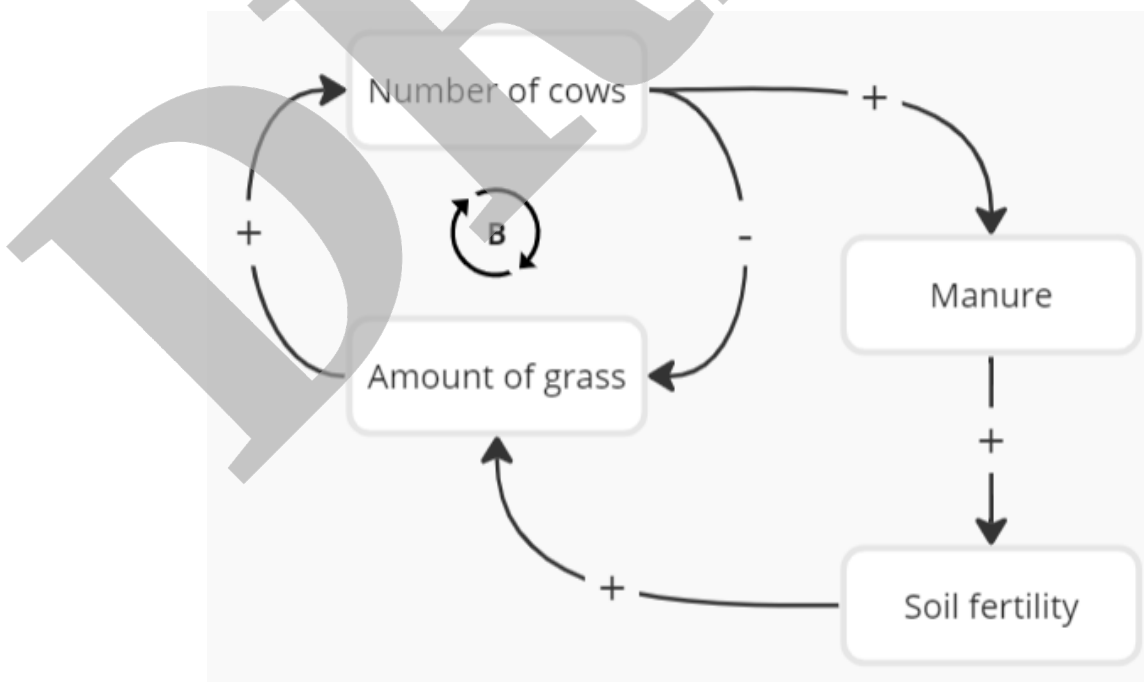 Number of cows
+
+
B
-
Manure
Amount of grass
+
+
Soil fertility